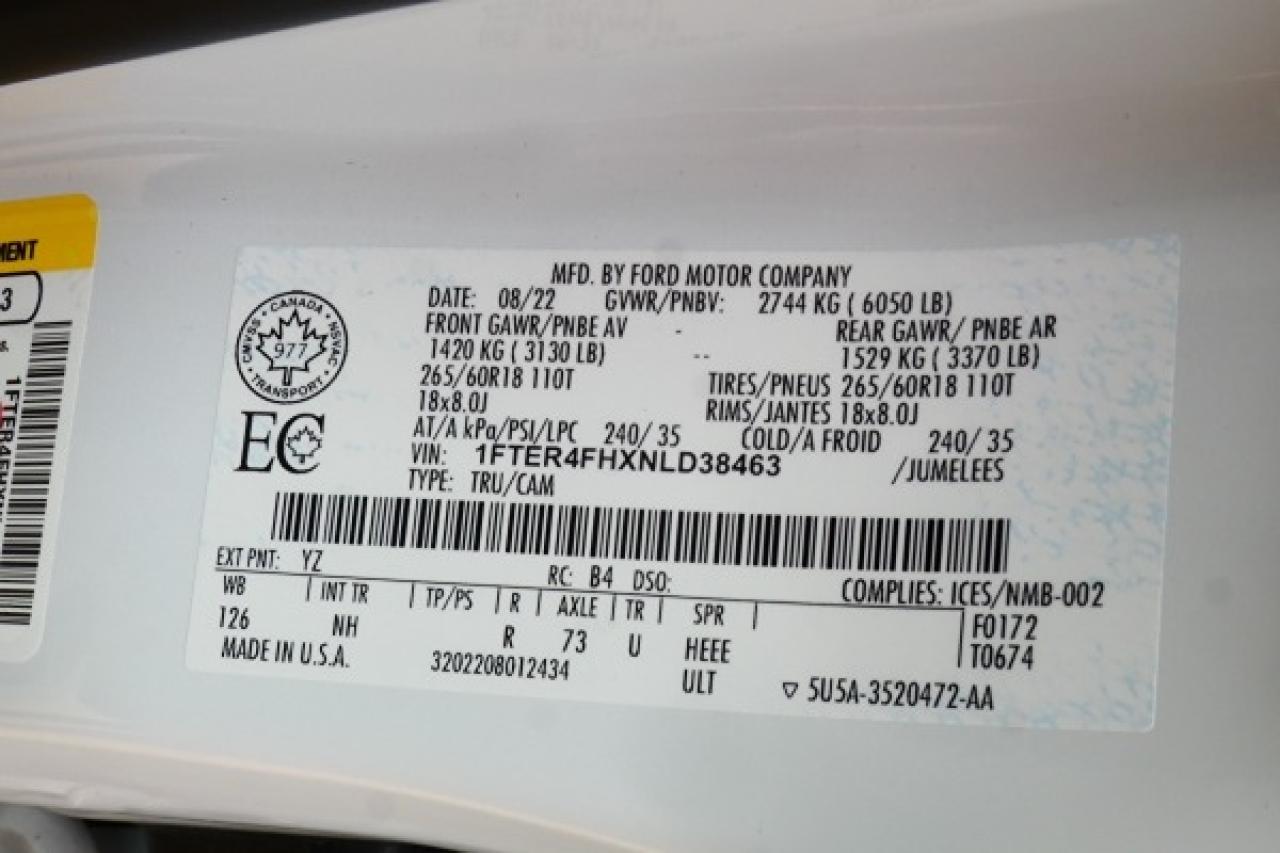 MENT
3
s.
1FTER4FHXN
MFD. BY FORD MOTOR COMPANY
DATE: 08/22 GVWR/PNBV: 2744 KG ( 6050 LB)
FRONT GAWR/PNBE AV - REAR GAWR/ PNBE AR
1420 KG ( 3130 LB) -- 1529 KG ( 3370 LB)
265/60R18 110T TIRES/PNEUS 265/60R18 110T
18x8.0J RIMS/JANTES 18x8.0J
AT/A kPa/PSI/LPC 240/ 35 COLD/A FROID 240/ 35
VIN: 1FTER4FHXNLD38463 /JUMELEES
TYPE: TRU/CAM
CANADA
CMVSS NSVAC
977
TRANSPORT
EC
EXT PNT: YZ RC: B4 DSO: COMPLIES: ICES/NMB-002
WB | INT TR | TP/PS | R | AXLE | TR | SPR | F0172
126 NH R 73 U HEEE T0674
MADE IN U.S.A. 3202208012434 ULT ▽ 5U5A-3520472-AA